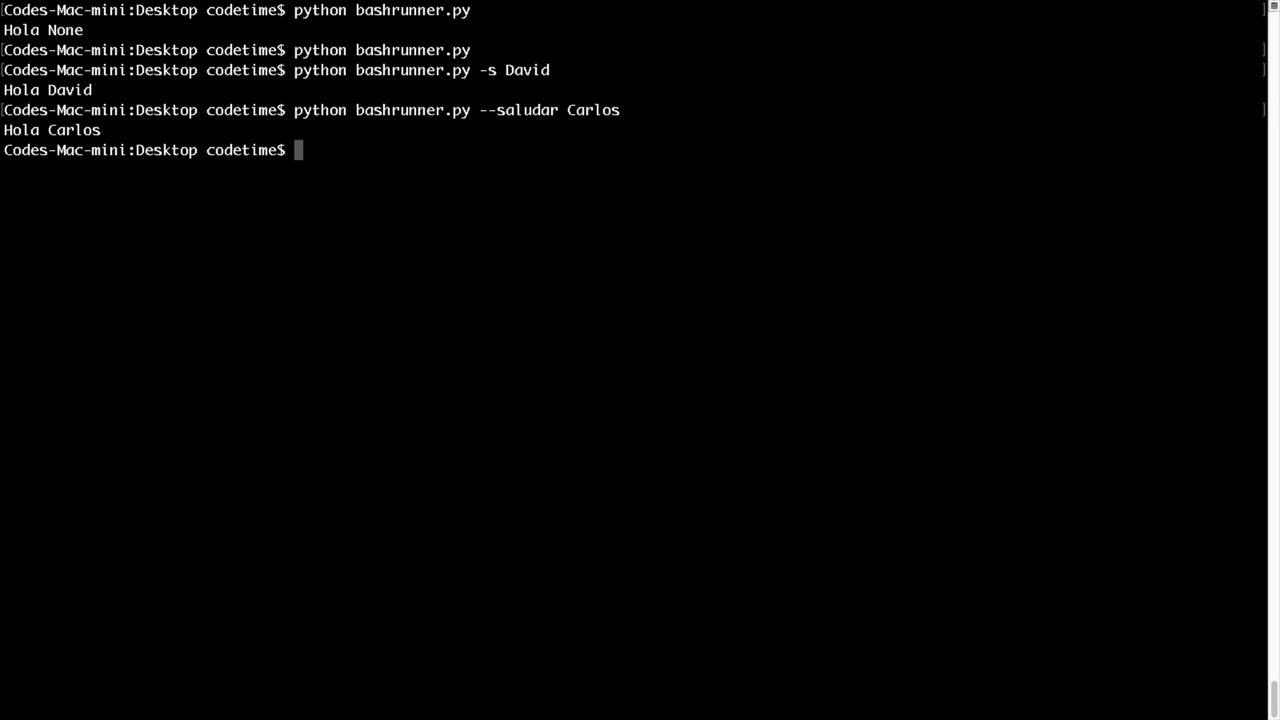 [Codes-Mac-mini:Desktop codetime$ python bashrunner.py ]
Hola None
[Codes-Mac-mini:Desktop codetime$ python bashrunner.py ]
[Codes-Mac-mini:Desktop codetime$ python bashrunner.py -s David ]
Hola David
[Codes-Mac-mini:Desktop codetime$ python bashrunner.py --saludar Carlos ]
Hola Carlos
Codes-Mac-mini:Desktop codetime$